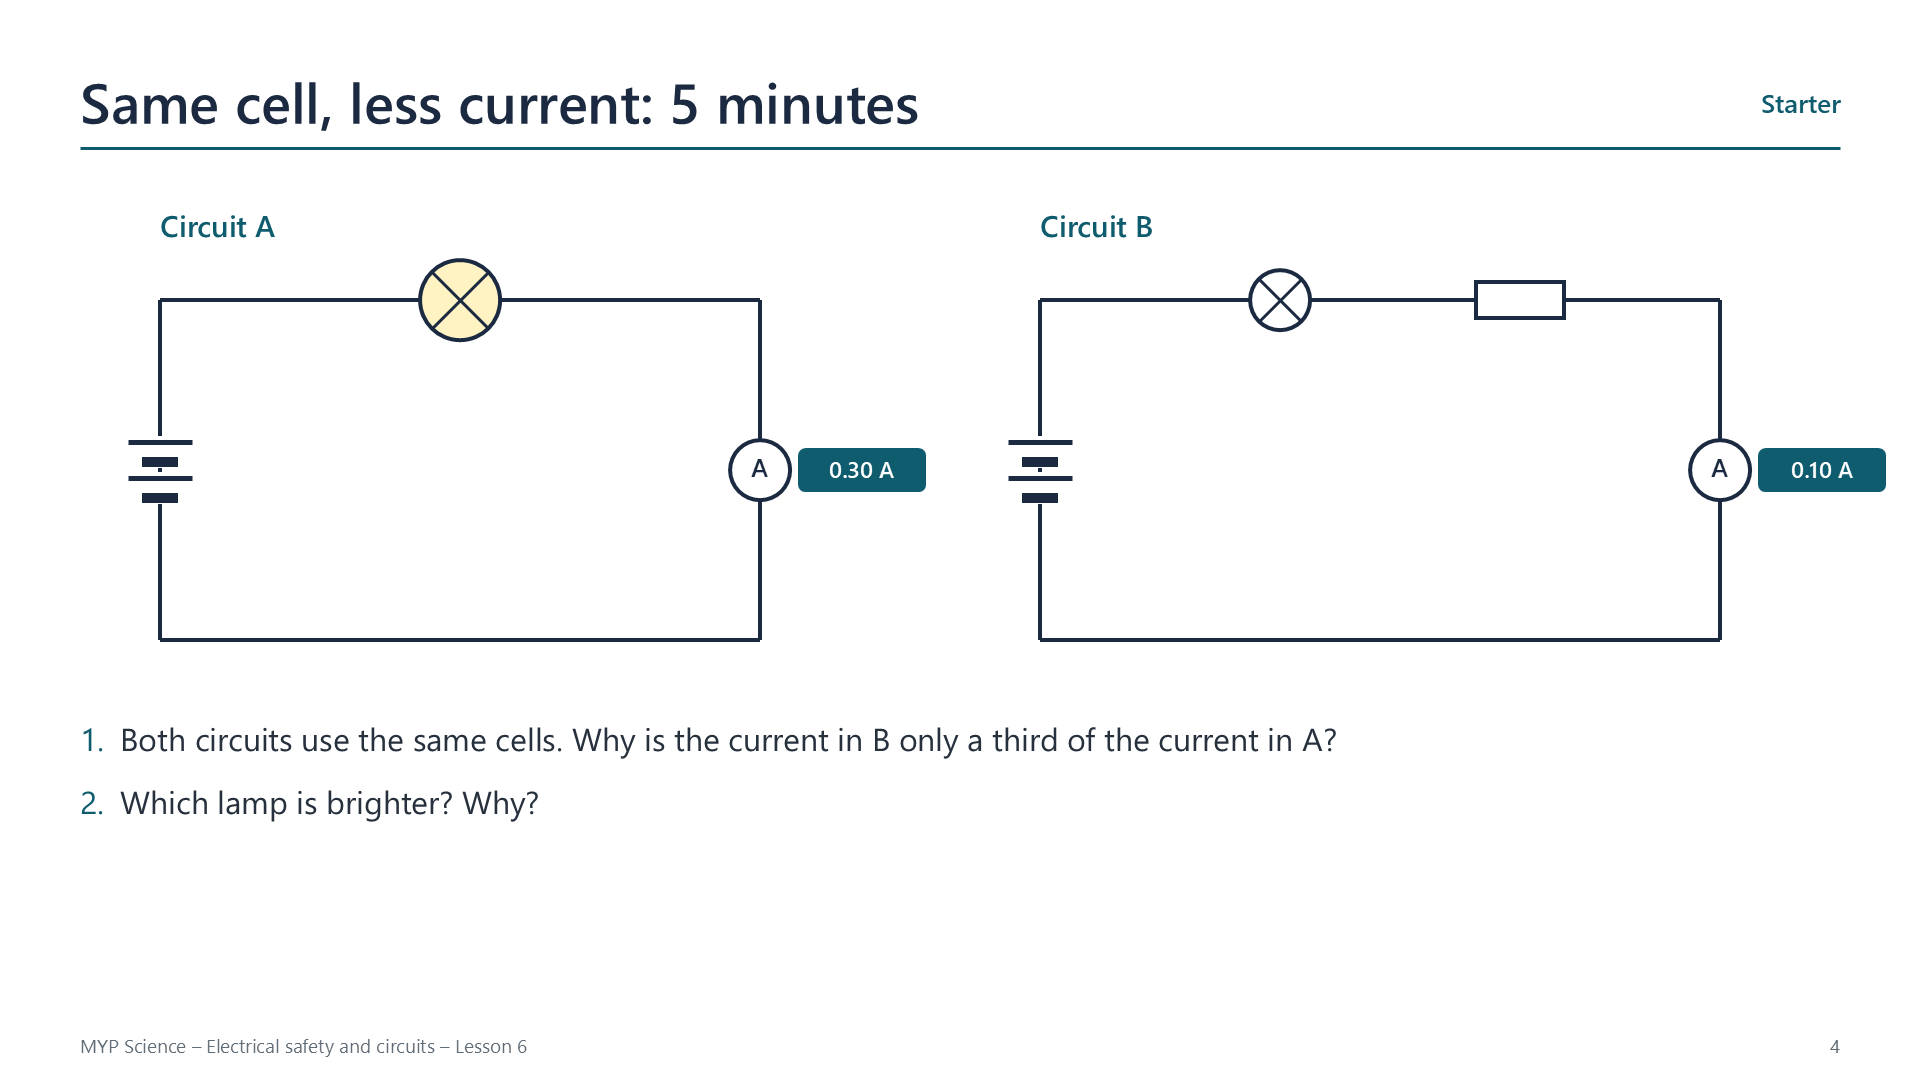 Same cell, less current: 5 minutes
Starter
Circuit A
Circuit B
A
0.30 A
A
0.10 A
1. Both circuits use the same cells. Why is the current in B only a third of the current in A?
2. Which lamp is brighter? Why?
MYP Science – Electrical safety and circuits – Lesson 6
4